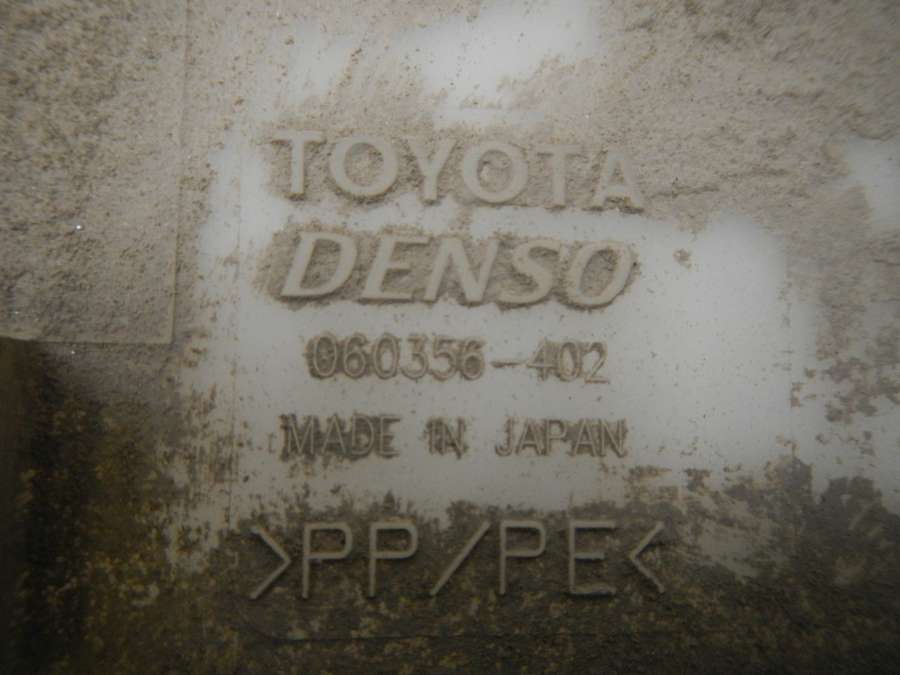 TOYOTA
DENSO
060356-402
MADE IN JAPAN
>PP/PE<